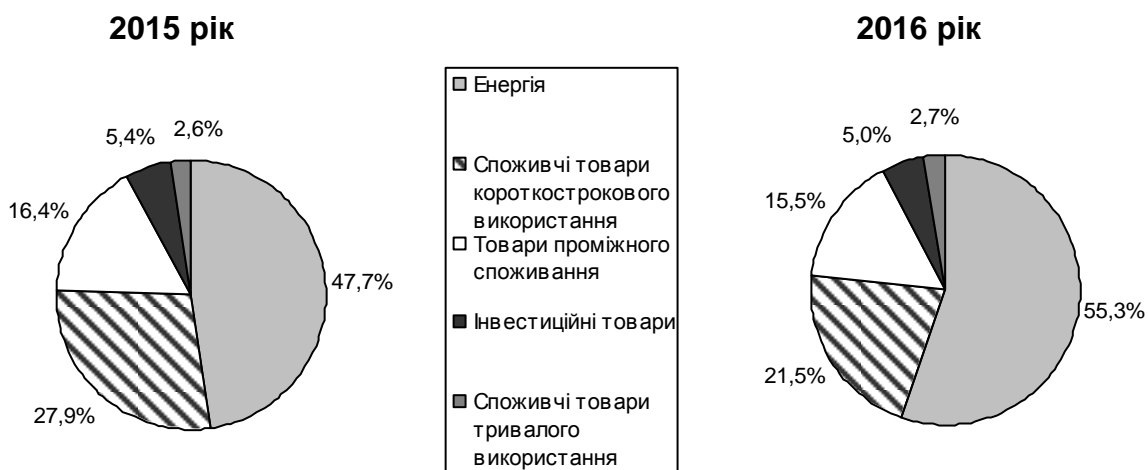 2015 рік
2016 рік
5,4%
2,6%
16,4%
47,7%
27,9%
Енергія
Споживчі товари
короткострокового
використання
Товари проміжного
споживання
Інвестиційні товари
Споживчі товари
тривалого
використання
5,0%
2,7%
15,5%
55,3%
21,5%